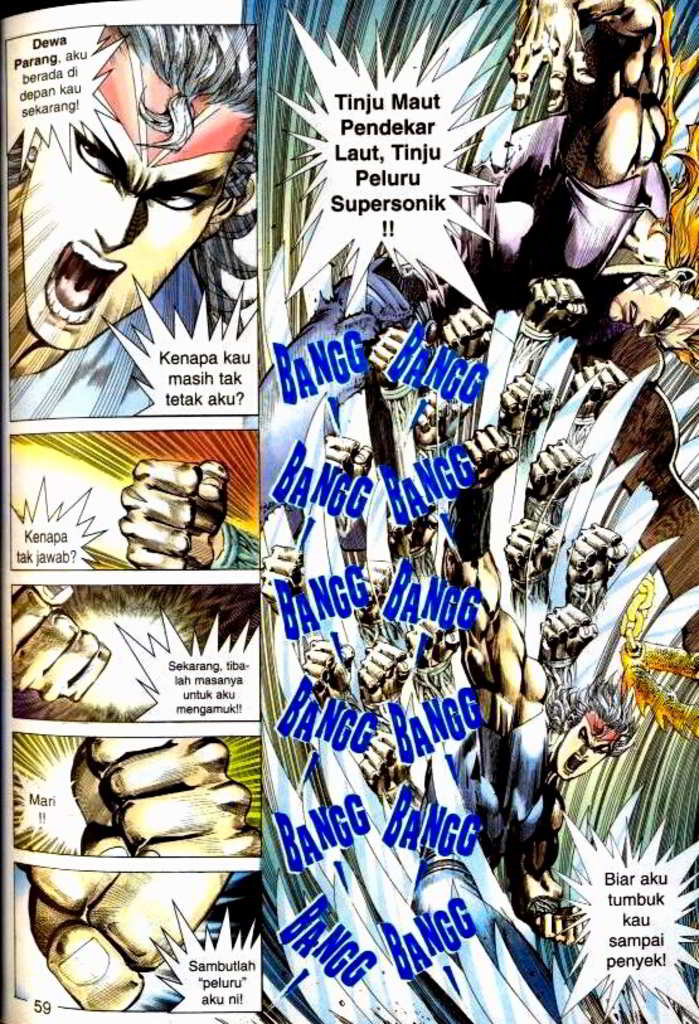 Dewa
Parang, aku
berada di
depan kau
sekarang!
Kenapa kau
masih tak
tetak aku?
Kenapa
tak jawab?
Sekarang, tiba-
lah masanya
untuk aku
mengamuk!!
Mari
!!
Sambutlah
"peluru"
aku ni!
Tinju Maut
Pendekar
Laut, Tinju
Peluru
Supersonik
!!
BANGG
BANGG
BANGG
BANGG
BANGG
BANGG
BANGG
BANGG
BANGG
BANGG
BANGG
BANGG
Biar aku
tumbuk
kau
sampai
penyek!
59